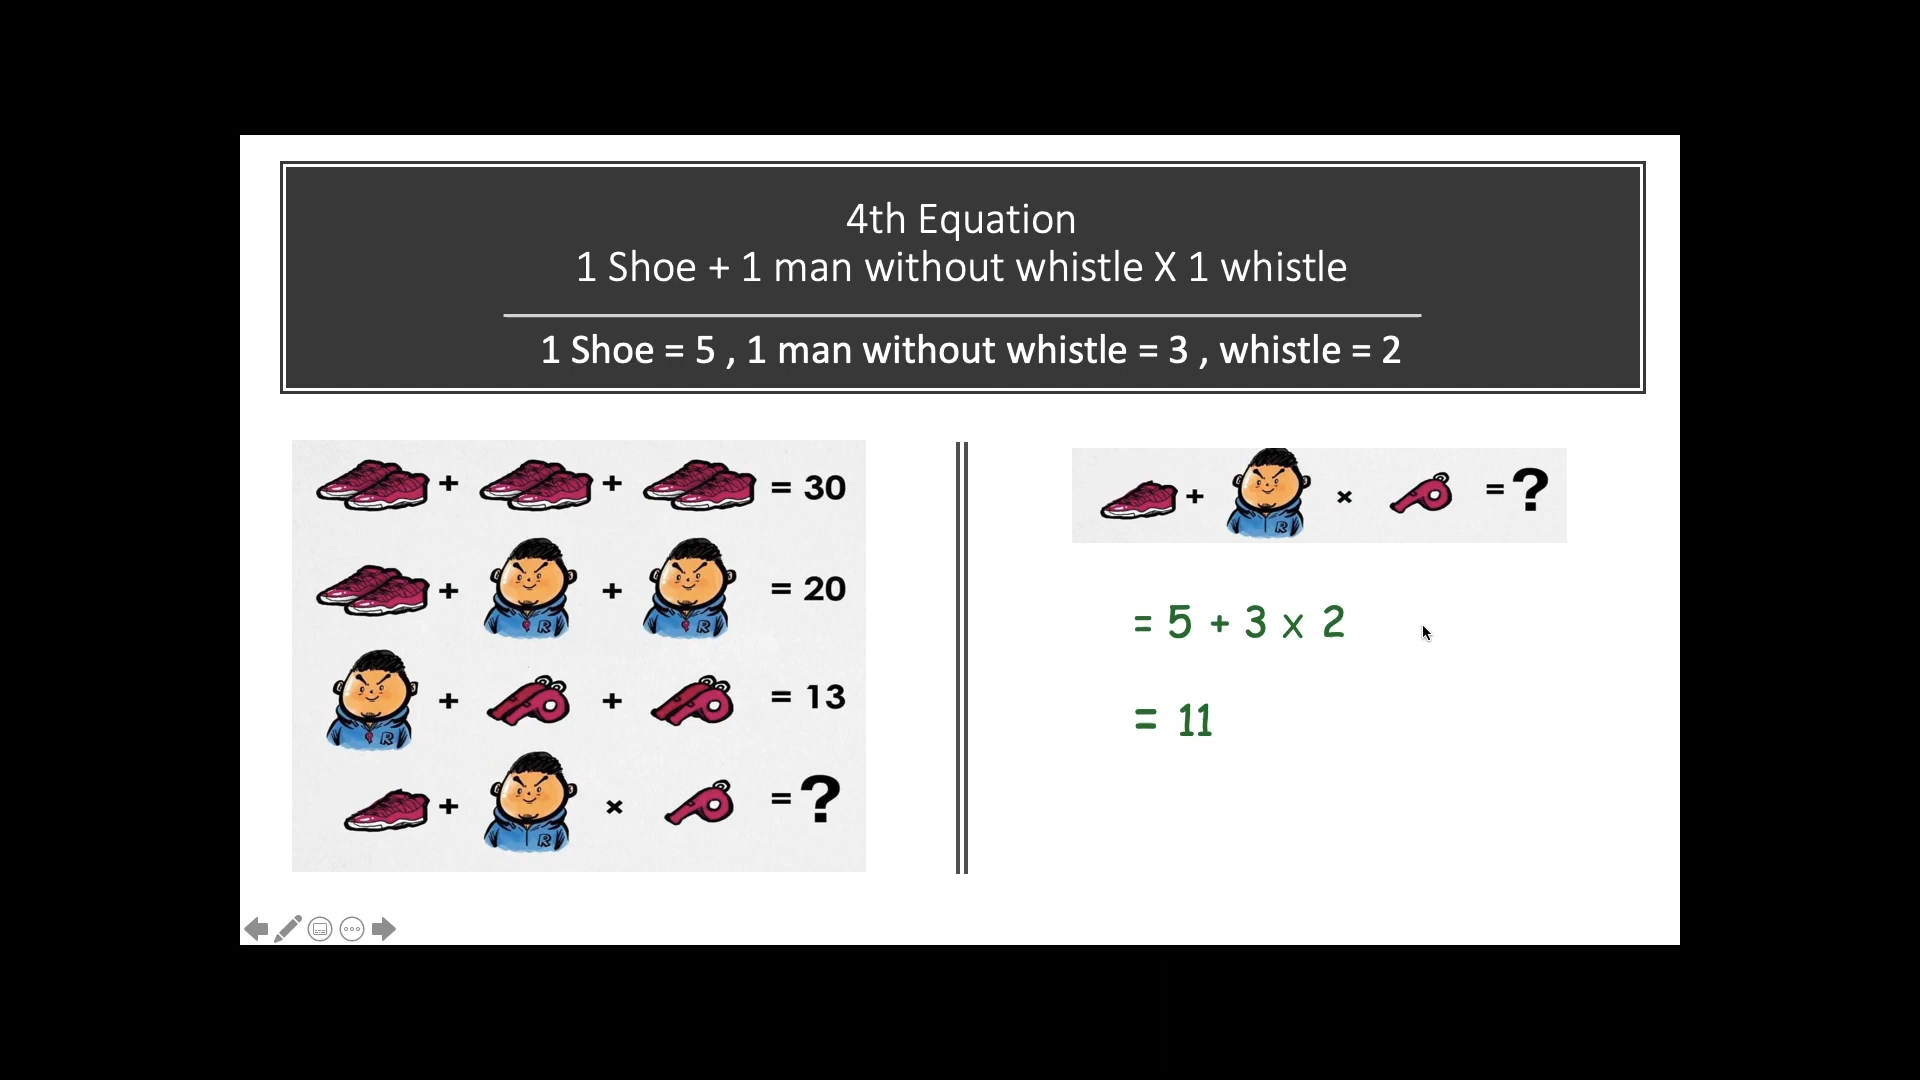 4th Equation
1 Shoe + 1 man without whistle X 1 whistle
1 Shoe = 5 , 1 man without whistle = 3 , whistle = 2
+ + = 30
+ + = 20
R R
+ + = 13
R
+ × = ?
R
+ × = ?
R
= 5 + 3 x 2
= 11